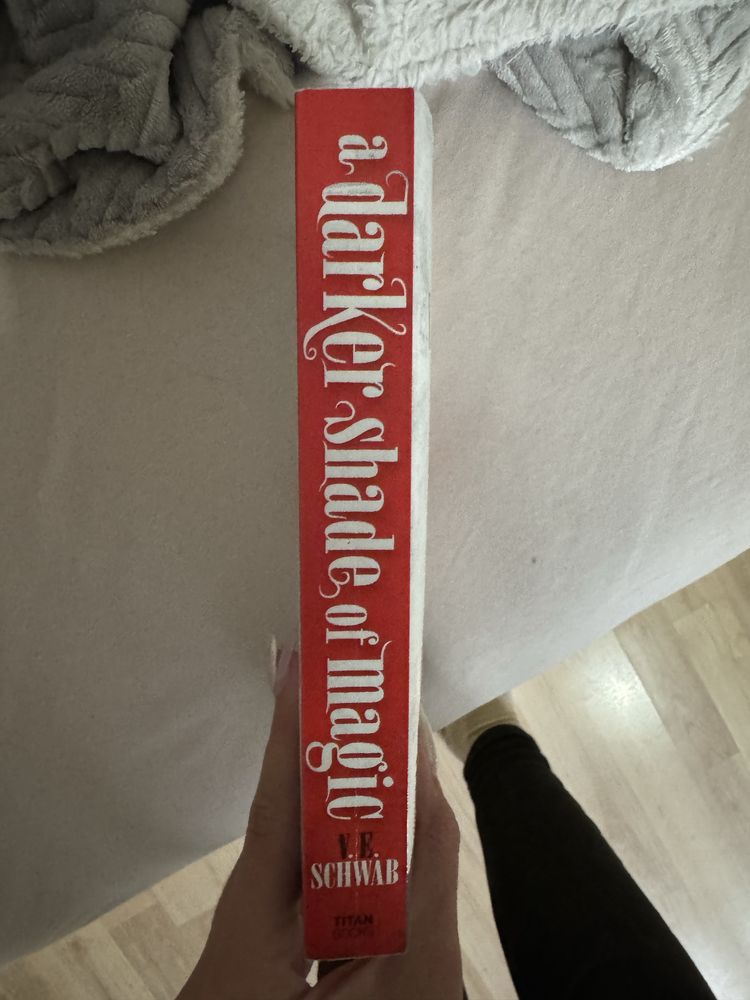 a darker shade of magic
V. E.
SCHWAB
TITAN
BOOKS